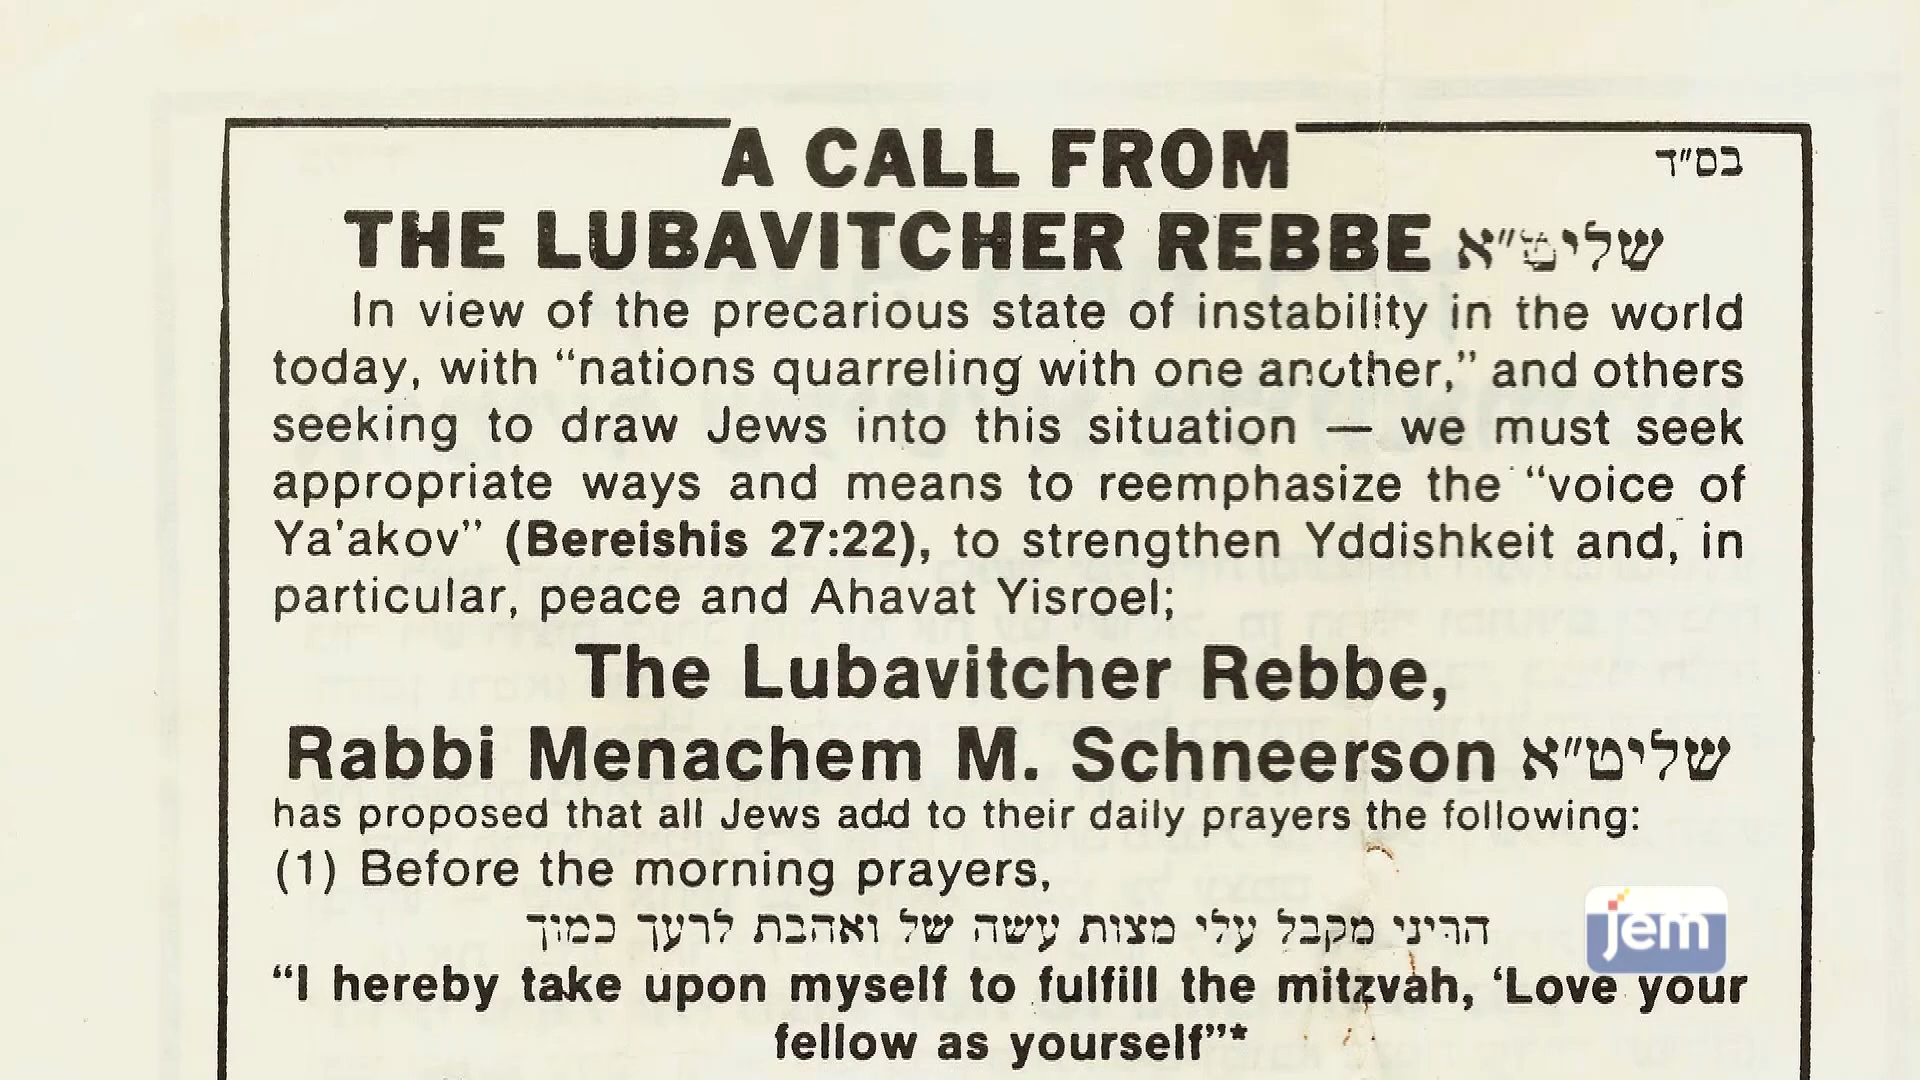 בס"ד
A CALL FROM
THE LUBAVITCHER REBBE שליט"א
In view of the precarious state of instability in the world
today, with “nations quarreling with one another,” and others
seeking to draw Jews into this situation — we must seek
appropriate ways and means to reemphasize the “voice of
Ya'akov” (Bereishis 27:22), to strengthen Yddishkeit and, in
particular, peace and Ahavat Yisroel;
The Lubavitcher Rebbe,
Rabbi Menachem M. Schneerson שליט"א
has proposed that all Jews add to their daily prayers the following:
(1) Before the morning prayers,
הריני מקבל עלי מצות עשה של ואהבת לרעך כמוך
“I hereby take upon myself to fulfill the mitzvah, ‘Love your
fellow as yourself”*
jem